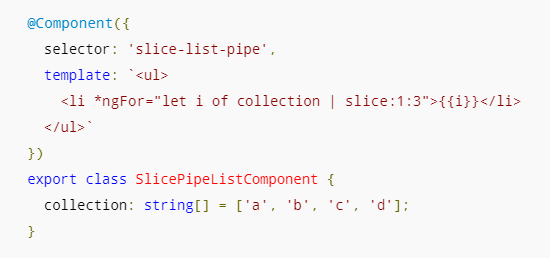 @Component({
  selector: 'slice-list-pipe',
  template: `<ul>
    <li *ngFor="let i of collection | slice:1:3">{{i}}</li>
  </ul>`
})
export class SlicePipeListComponent {
  collection: string[] = ['a', 'b', 'c', 'd'];
}